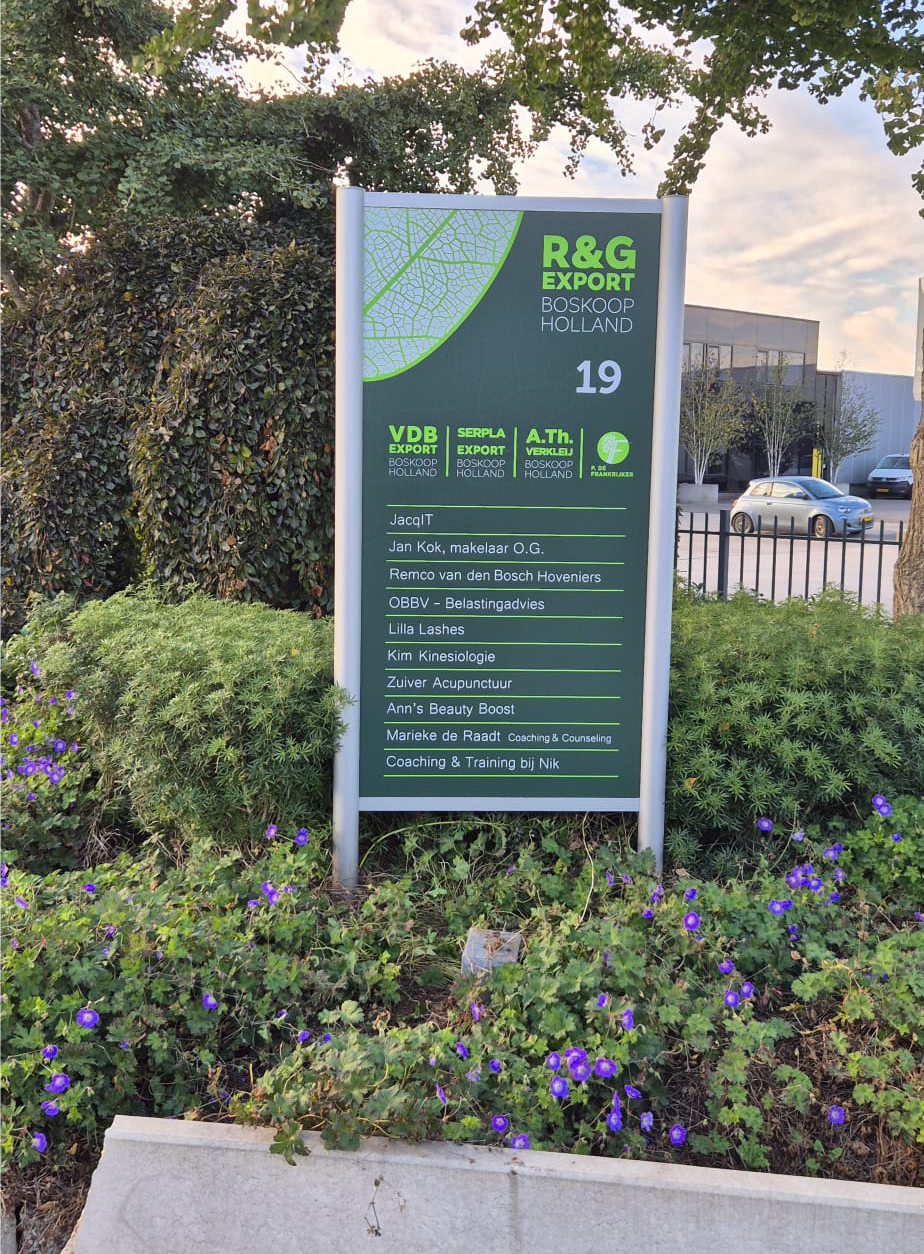 R&G
EXPORT
BOSKOOP
HOLLAND
19
VDB
EXPORT
BOSKOOP
HOLLAND
SERPLA
EXPORT
BOSKOOP
HOLLAND
A.Th.
VERKLEIJ
BOSKOOP
HOLLAND
P. DE
FRANKRIJKER
JacqIT
Jan Kok, makelaar O.G.
Remco van den Bosch Hoveniers
OBBV - Belastingadvies
Lilla Lashes
Kim Kinesiologie
Zuiver Acupunctuur
Ann's Beauty Boost
Marieke de Raadt Coaching & Counseling
Coaching & Training bij Nik